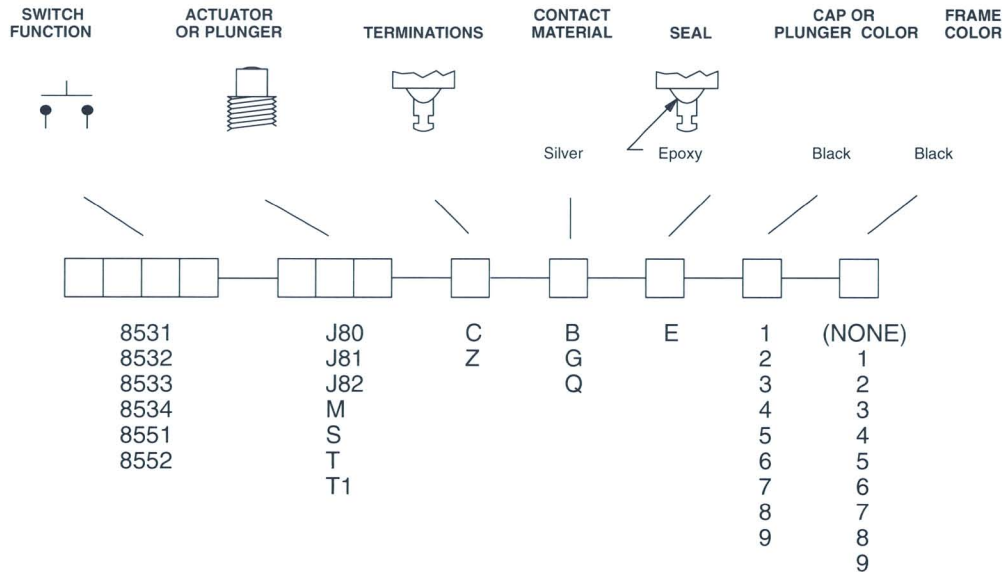 SWITCH FUNCTION
ACTUATOR OR PLUNGER
TERMINATIONS
CONTACT MATERIAL
SEAL
CAP OR PLUNGER COLOR
FRAME COLOR
Silver
Epoxy
Black
Black
8531
8532
8533
8534
8551
8552
J80
J81
J82
M
S
T
T1
C
Z
B
G
Q
E
1
2
3
4
5
6
7
8
9
(NONE)
1
2
3
4
5
6
7
8
9